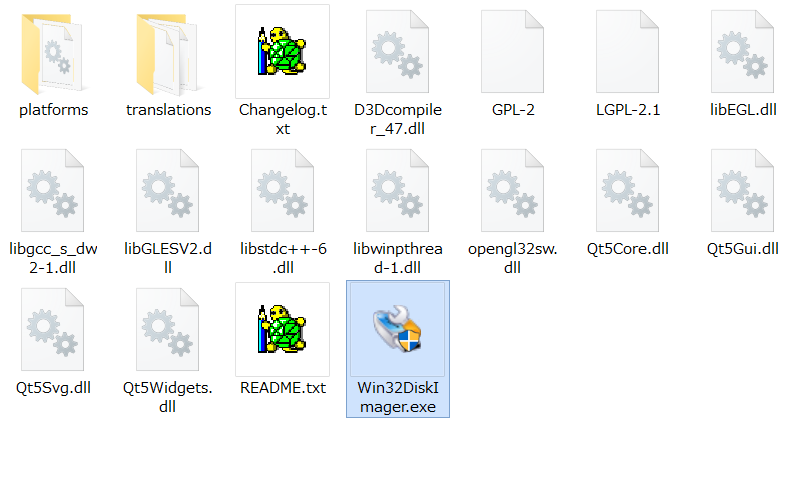 platforms
translations
Changelog.t
xt
D3Dcompile
r_47.dll
GPL-2
LGPL-2.1
libEGL.dll
libgcc_s_dw
2-1.dll
libGLESV2.d
ll
libstdc++-6
.dll
libwinpthrea
d-1.dll
opengl32sw.
dll
Qt5Core.dll
Qt5Gui.dll
Qt5Svg.dll
Qt5Widgets.
dll
README.txt
Win32DiskI
mager.exe